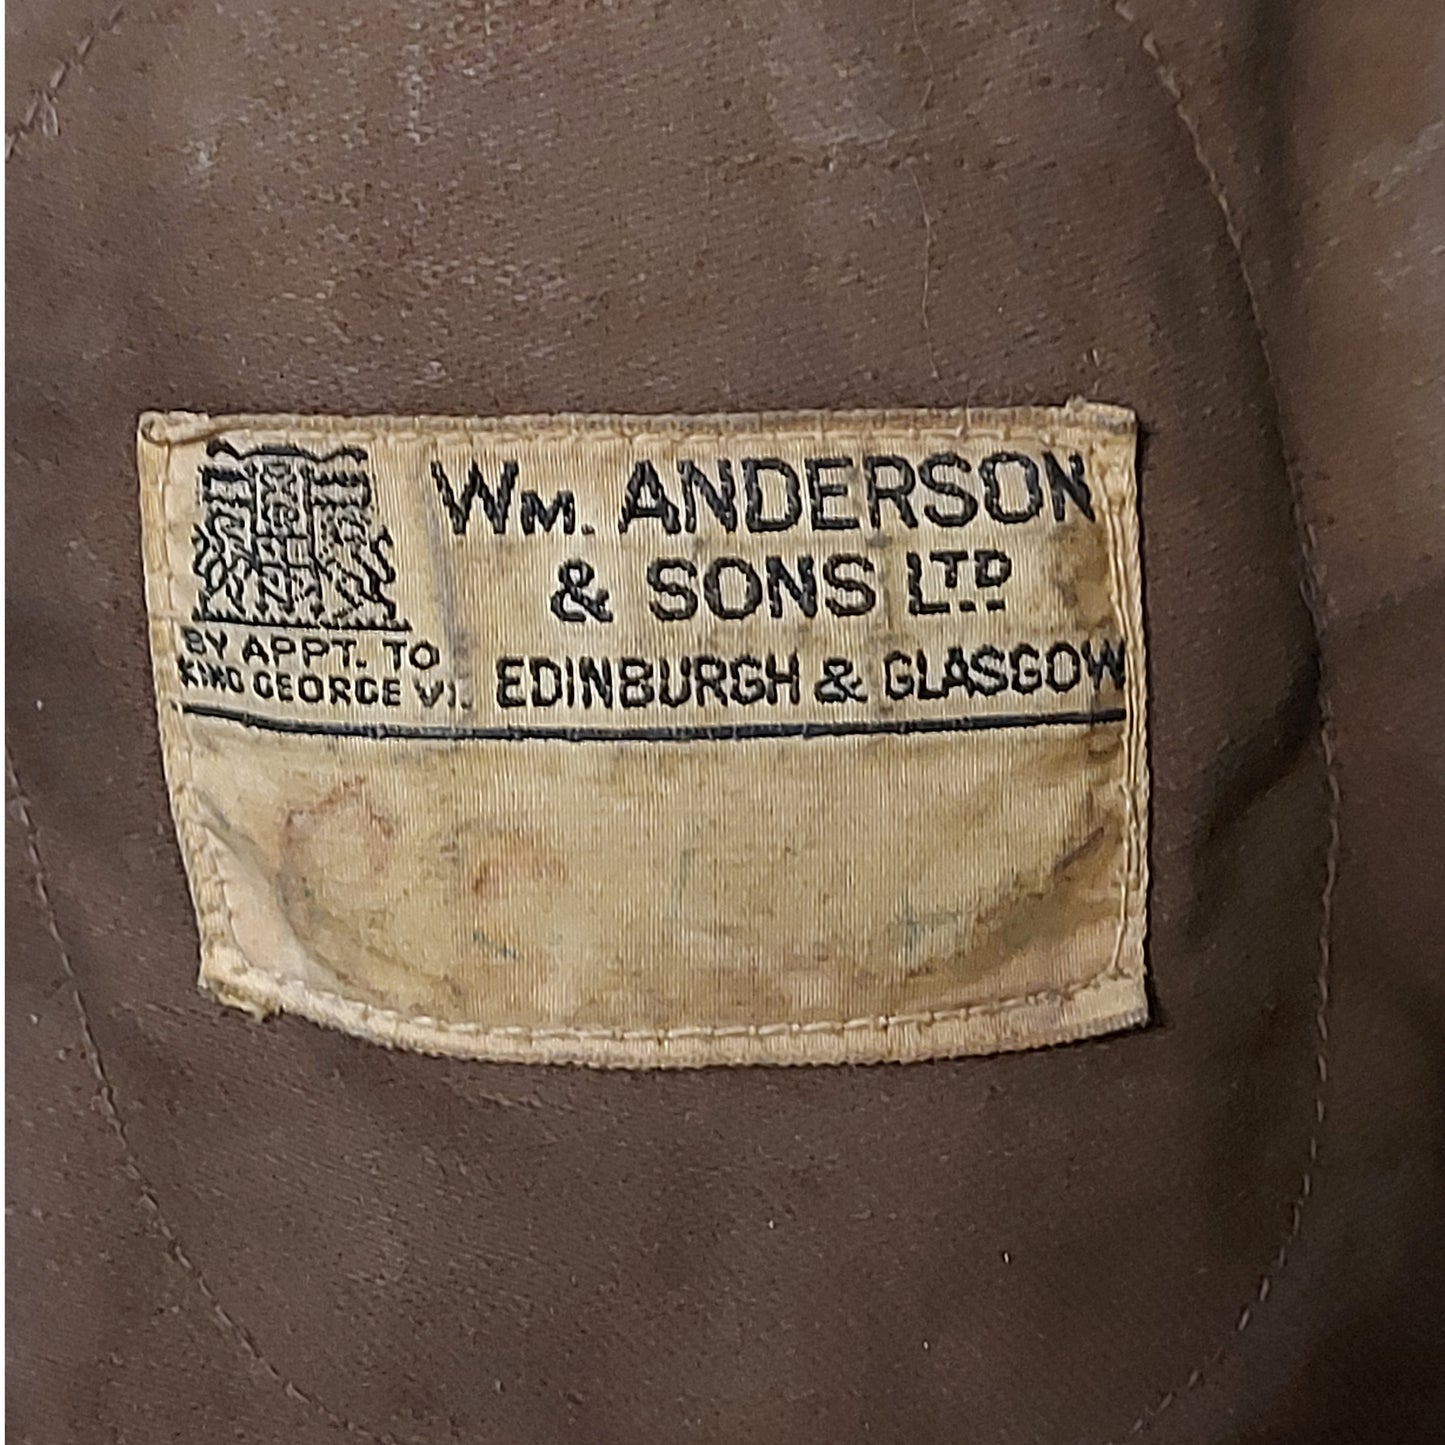 Wm. ANDERSON
& SONS LTD
EDINBURGH & GLASGOW
BY APPT. TO
KING GEORGE VI.